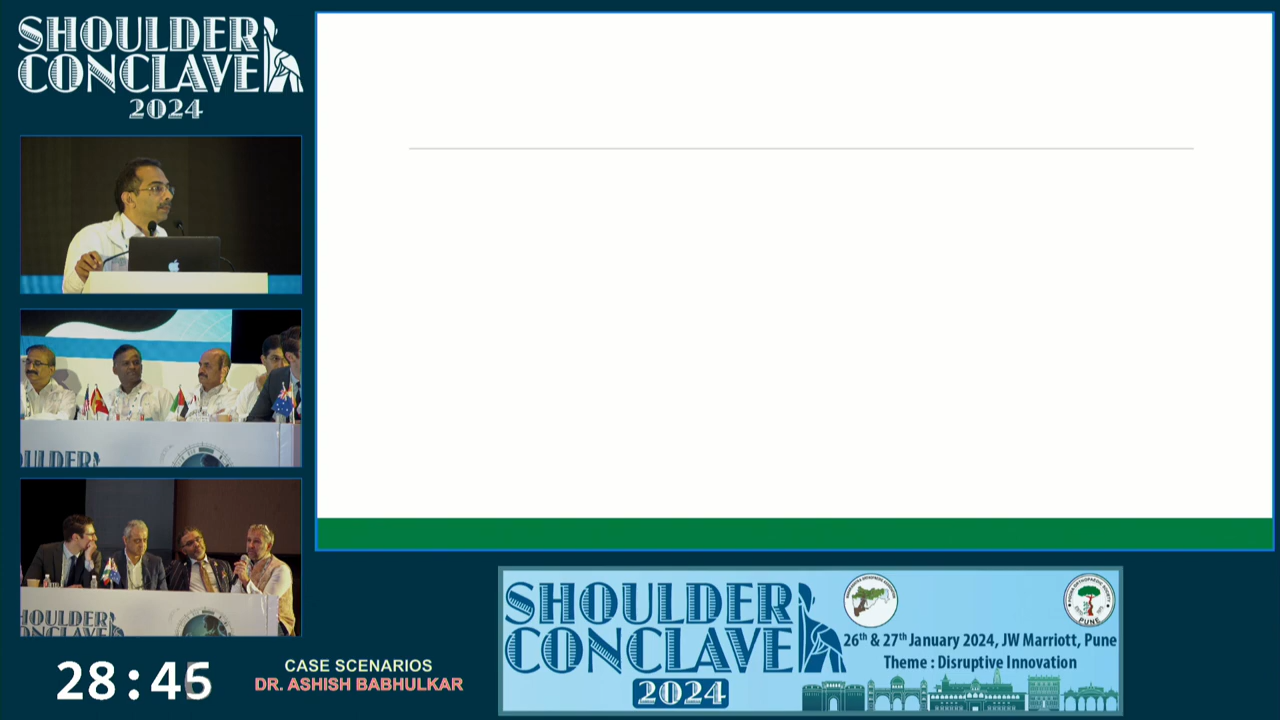 SHOULDER
CONCLAVE
2024
28:45
CASE SCENARIOS
DR. ASHISH BABHULKAR
SHOULDER
CONCLAVE
2024
26th & 27th January 2024, JW Marriott, Pune
Theme : Disruptive Innovation
PUNE